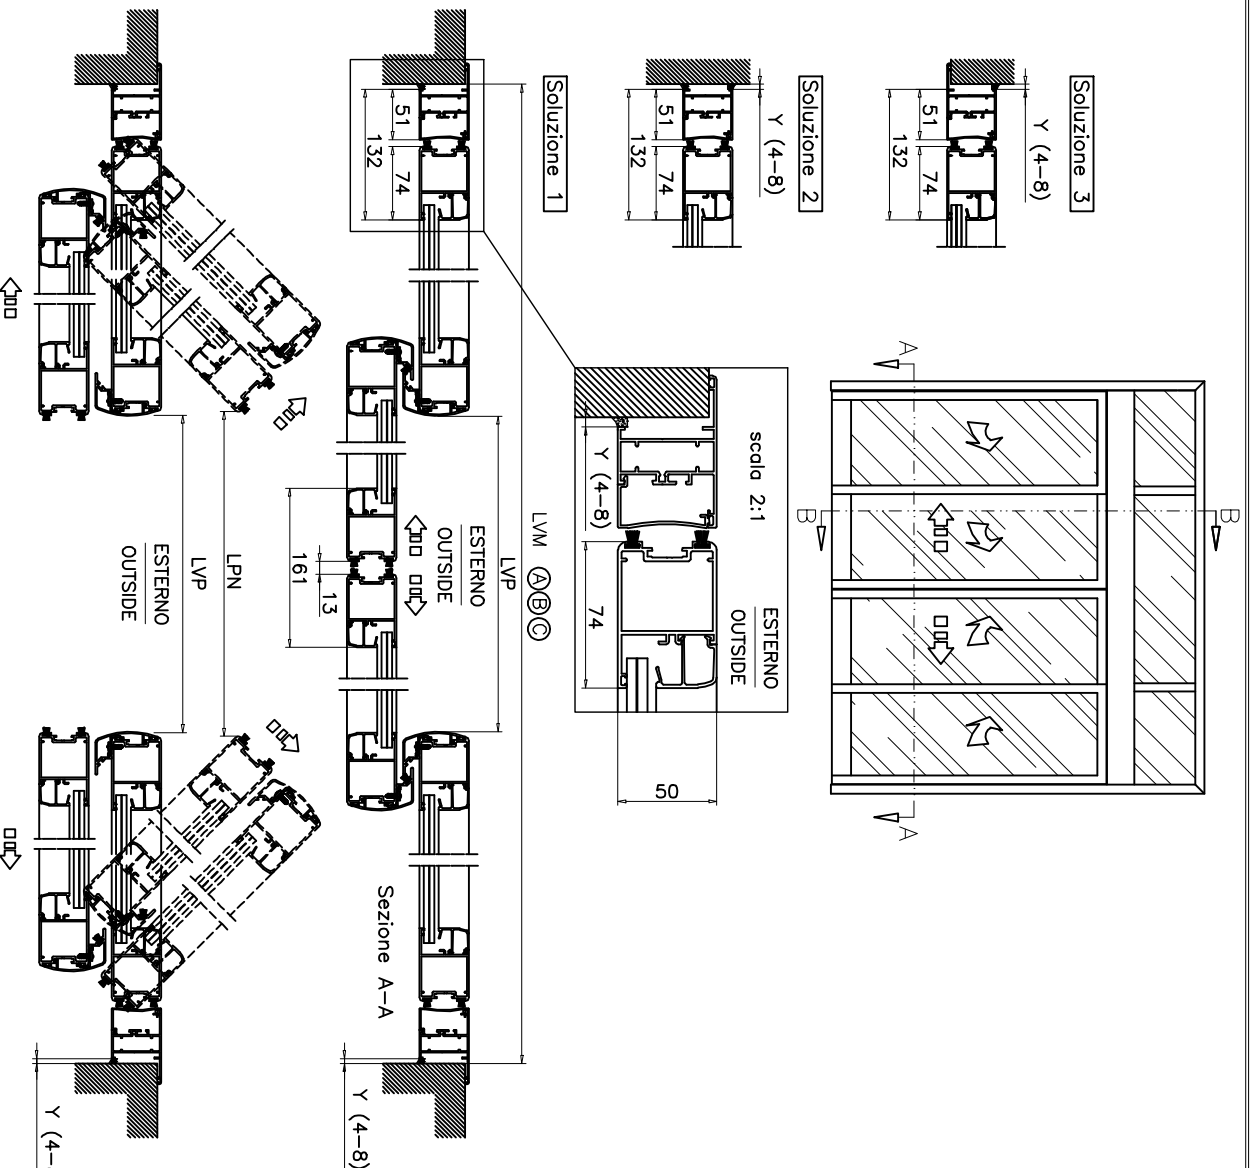 Soluzione 3
Y (4-8)
51
74
132
Soluzione 2
Y (4-8)
51
74
132
Soluzione 1
51
74
132
A
A
B
B
scala 2:1
Y (4-8)
74
50
ESTERNO
OUTSIDE
LVM A B C
LVP
ESTERNO
OUTSIDE
161
13
Sezione A-A
Y (4-8)
LPN
LVP
ESTERNO
OUTSIDE
Y (4-